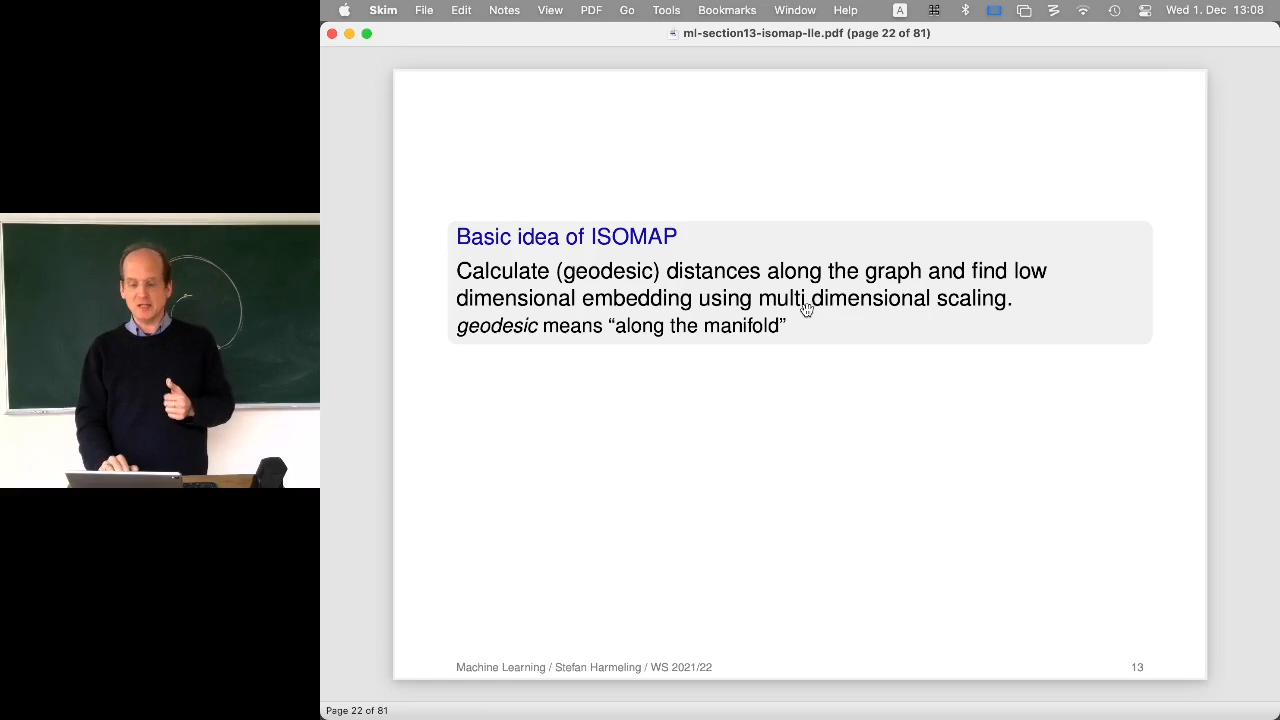 Skim File Edit Notes View PDF Go Tools Bookmarks Window Help A Wed 1. Dec 13:08
ml-section13-isomap-lle.pdf (page 22 of 81)
Basic idea of ISOMAP
Calculate (geodesic) distances along the graph and find low
dimensional embedding using multi dimensional scaling.
geodesic means “along the manifold”
Machine Learning / Stefan Harmeling / WS 2021/22
13
Page 22 of 81